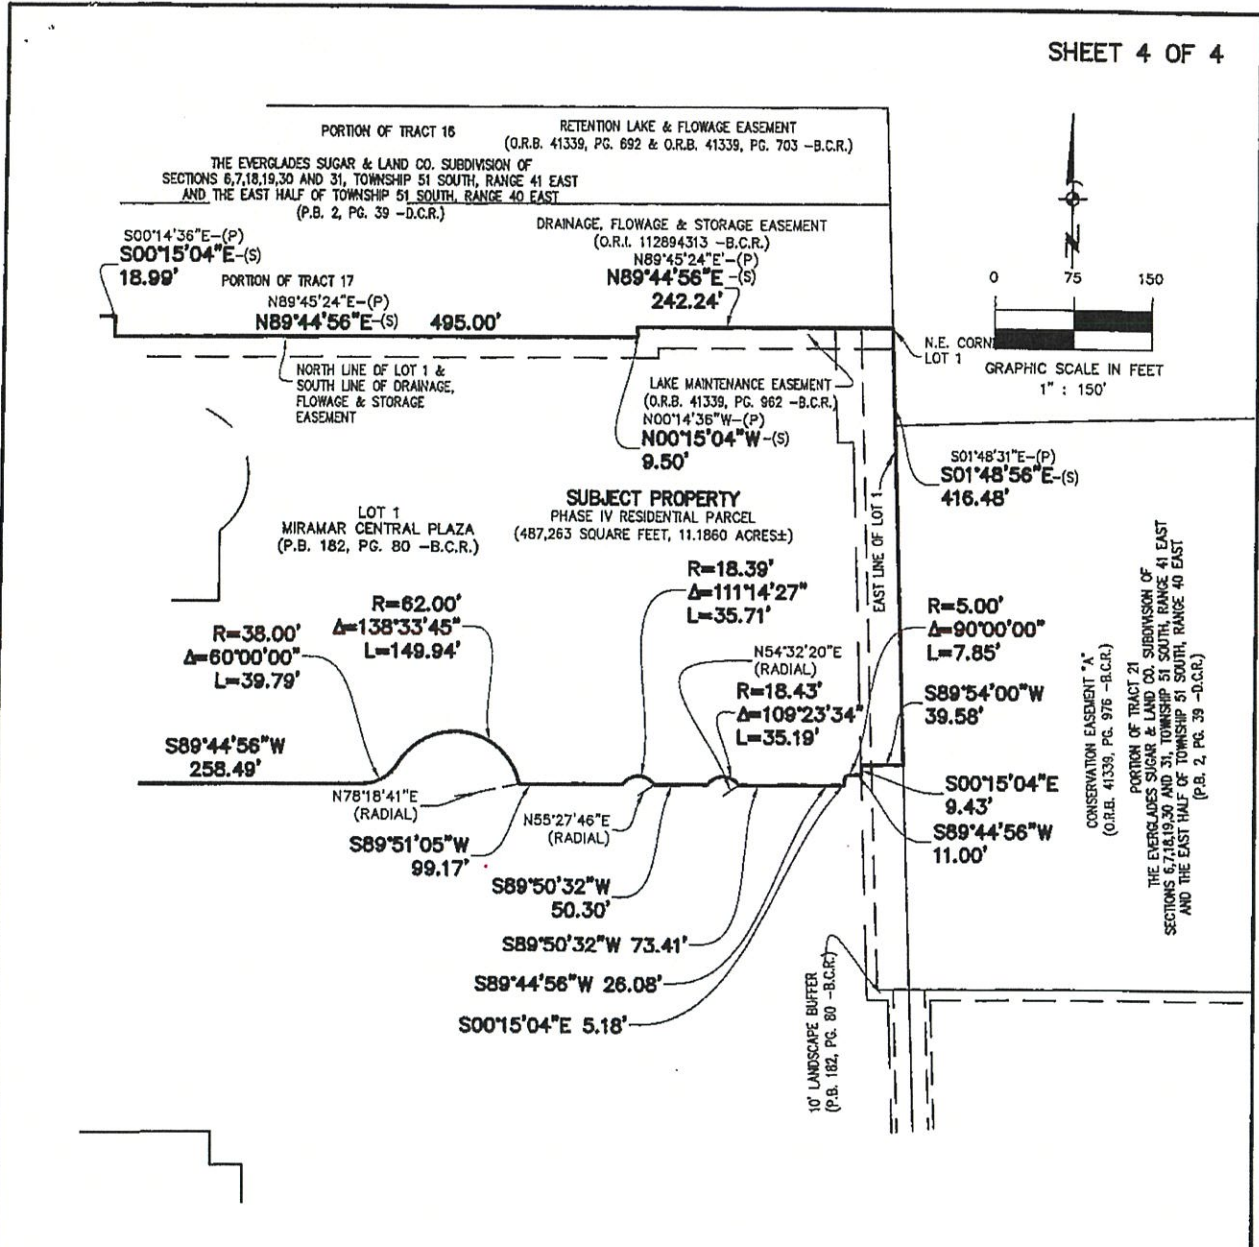 SHEET 4 OF 4
PORTION OF TRACT 16
RETENTION LAKE & FLOWAGE EASEMENT
(O.R.B. 41339, PG. 692 & O.R.B. 41339, PG. 703 -B.C.R.)
THE EVERGLADES SUGAR & LAND CO. SUBDIVISION OF
SECTIONS 6,7,18,19,30 AND 31, TOWNSHIP 51 SOUTH, RANGE 41 EAST
AND THE EAST HALF OF TOWNSHIP 51 SOUTH, RANGE 40 EAST
(P.B. 2, PG. 39 -D.C.R.)
DRAINAGE, FLOWAGE & STORAGE EASEMENT
(O.R.I. 112894313 -B.C.R.)
N89°45'24"E'-(P)
N89°44'56"E-(S)
242.24'
S00°14'36"E-(P)
S00°15'04"E-(S)
18.99'
PORTION OF TRACT 17
N89°45'24"E-(P)
N89°44'56"E-(S) 495.00'
N
0 75 150
GRAPHIC SCALE IN FEET
1" : 150'
N.E. CORN
LOT 1
NORTH LINE OF LOT 1 &
SOUTH LINE OF DRAINAGE,
FLOWAGE & STORAGE
EASEMENT
LAKE MAINTENANCE EASEMENT
(O.R.B. 41339, PG. 962 -B.C.R.)
N00°14'36"W-(P)
N00°15'04"W-(S)
9.50'
S01°48'31"E-(P)
S01°48'56"E-(S)
416.48'
EAST LINE OF LOT 1
SUBJECT PROPERTY
PHASE IV RESIDENTIAL PARCEL
(487,263 SQUARE FEET, 11.1860 ACRES±)
LOT 1
MIRAMAR CENTRAL PLAZA
(P.B. 182, PG. 80 -B.C.R.)
R=18.39'
Δ=111°14'27"
L=35.71'
R=62.00'
Δ=138°33'45"
L=149.94'
R=38.00'
Δ=60°00'00"
L=39.79'
N54°32'20"E
(RADIAL)
R=18.43'
Δ=109°23'34"
L=35.19'
R=5.00'
Δ=90°00'00"
L=7.85'
S89°54'00"W
39.58'
S89°44'56"W
258.49'
N78°18'41"E
(RADIAL)
N55°27'46"E
(RADIAL)
S00°15'04"E
9.43'
S89°44'56"W
11.00'
S89°51'05"W
99.17'
S89°50'32"W
50.30'
S89°50'32"W 73.41'
S89°44'56"W 26.08'
S00°15'04"E 5.18'
CONSERVATION EASEMENT "A"
(O.R.B. 41339, PG. 976 -B.C.R.)
PORTION OF TRACT 21
THE EVERGLADES SUGAR & LAND CO. SUBDIVISION OF
SECTIONS 6,7,18,19,30 AND 31, TOWNSHIP 51 SOUTH, RANGE 41 EAST
AND THE EAST HALF OF TOWNSHIP 51 SOUTH, RANGE 40 EAST
(P.B. 2, PG. 39 -D.C.R.)
10' LANDSCAPE BUFFER
(P.B. 182, PG. 80 -B.C.R.)